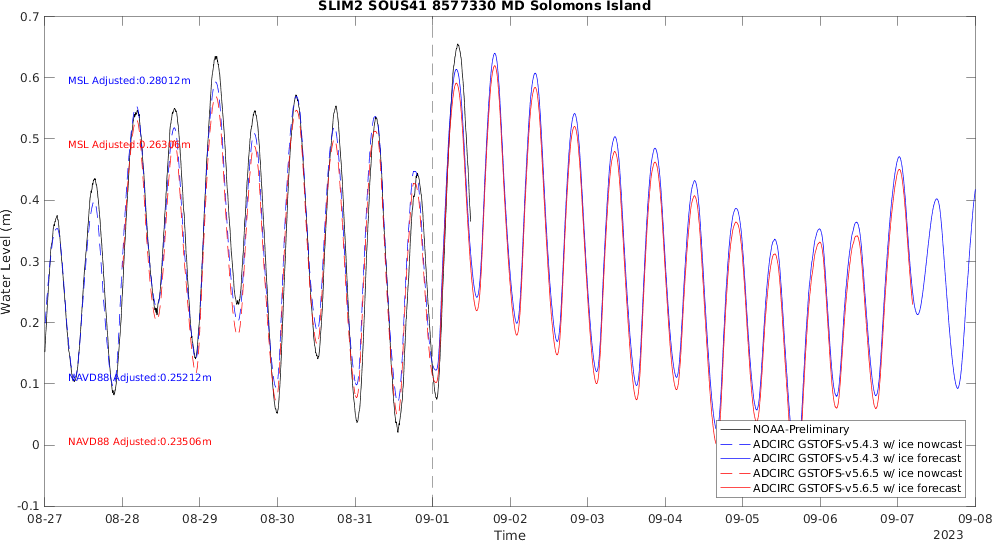 SLIM2 SOUS41 8577330 MD Solomons Island
0.7
0.6
0.5
0.4
0.3
0.2
0.1
0
-0.1
Water Level (m)
MSL Adjusted:0.28012m
MSL Adjusted:0.26306m
NAVD88 Adjusted:0.25212m
NAVD88 Adjusted:0.23506m
NOAA-Preliminary
ADCIRC GSTOFS-v5.4.3 w/ ice nowcast
ADCIRC GSTOFS-v5.4.3 w/ ice forecast
ADCIRC GSTOFS-v5.6.5 w/ ice nowcast
ADCIRC GSTOFS-v5.6.5 w/ ice forecast
08-27 08-28 08-29 08-30 08-31 09-01 09-02 09-03 09-04 09-05 09-06 09-07 09-08
Time
2023